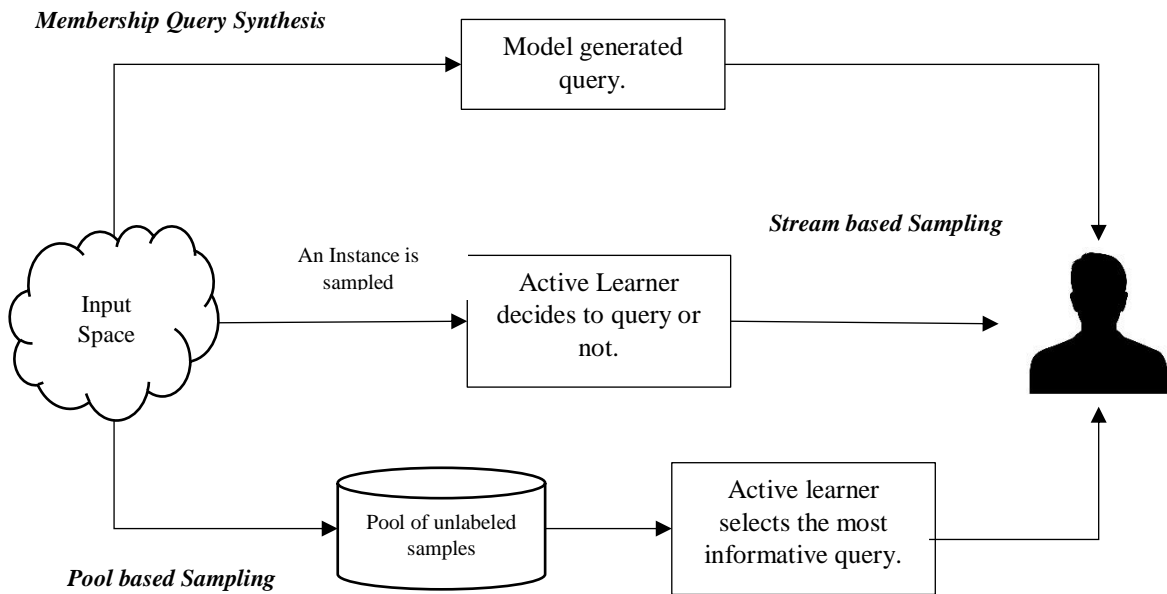 Membership Query Synthesis
Model generated
query.
Stream based Sampling
An Instance is
sampled
Active Learner
decides to query or
not.
Input
Space
Pool of unlabeled
samples
Active learner
selects the most
informative query.
Pool based Sampling